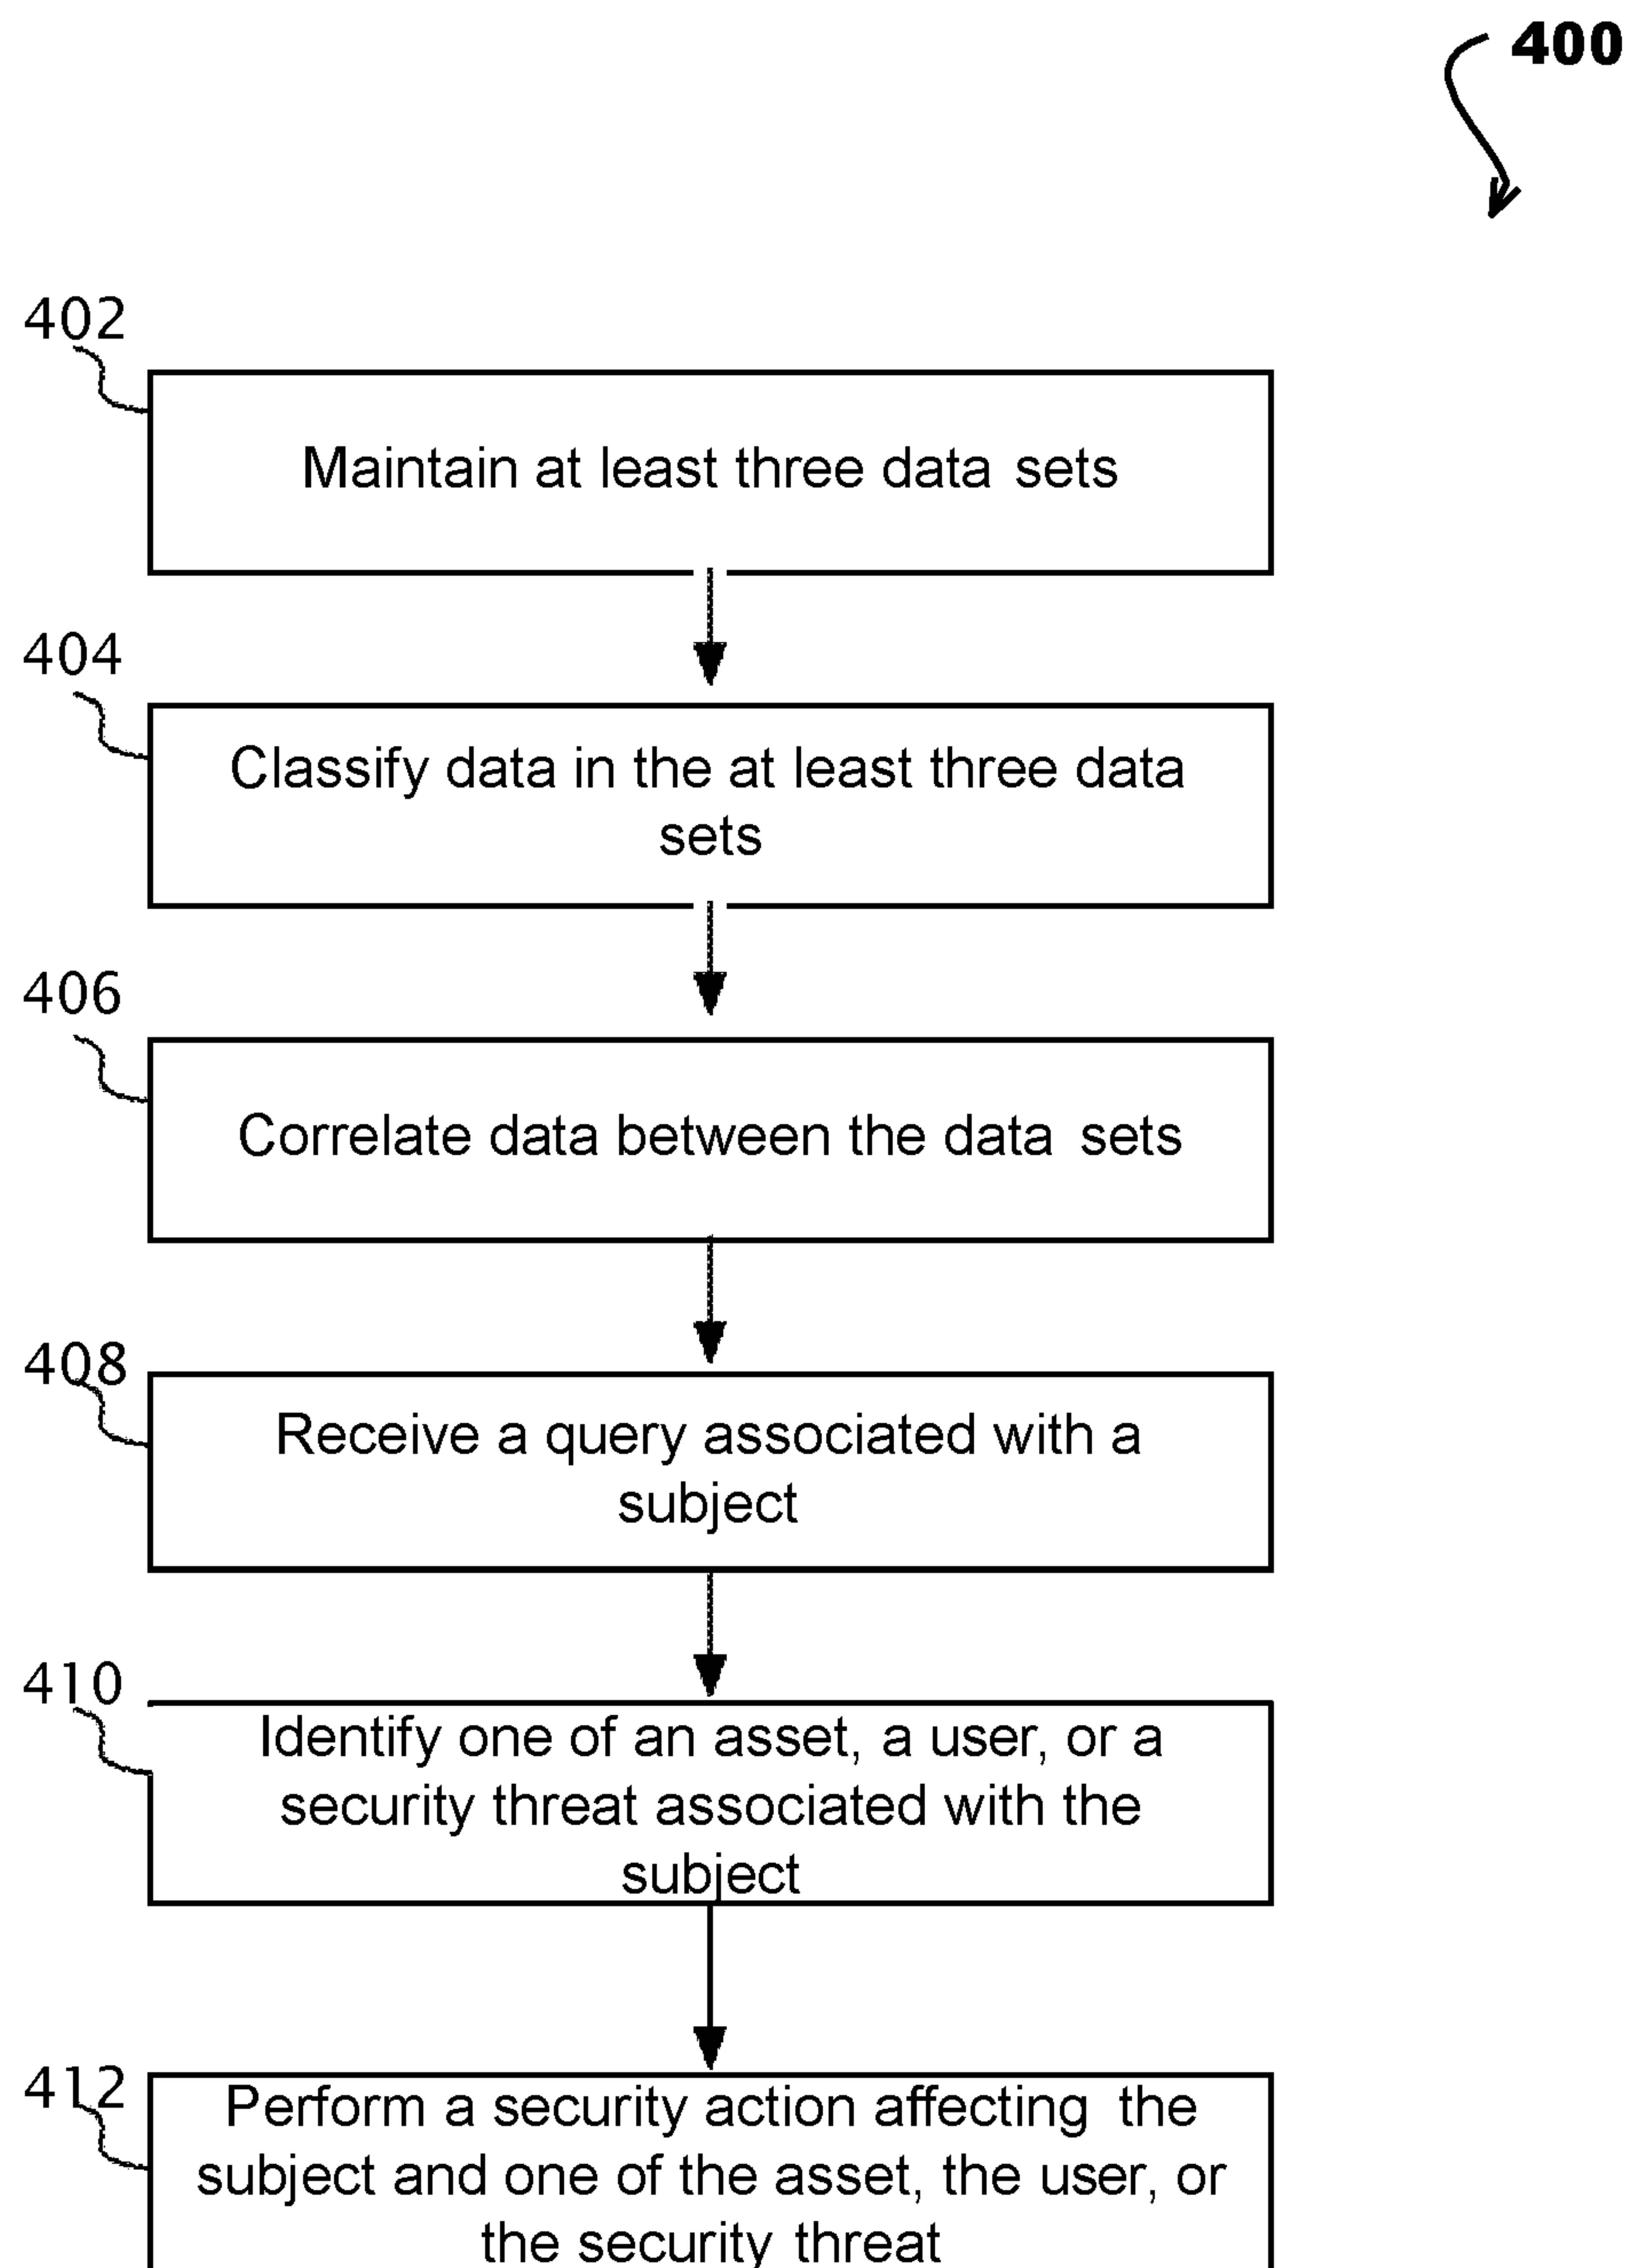 400
402
Maintain at least three data sets
404
Classify data in the at least three data
sets
406
Correlate data between the data sets
408
Receive a query associated with a
subject
410
Identify one of an asset, a user, or a
security threat associated with the
subject
412
Perform a security action affecting the
subject and one of the asset, the user, or
the security threat